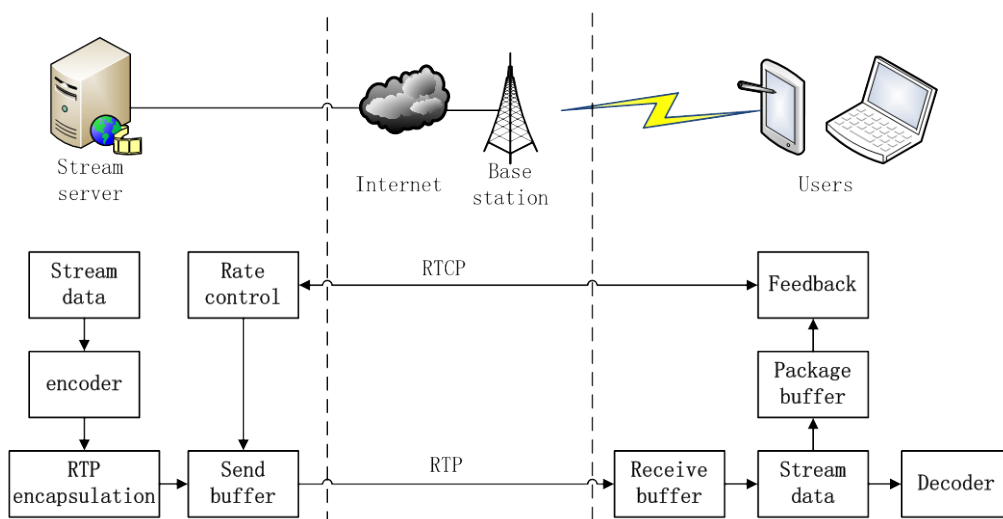 Stream
server
Internet
Base
station
Users
Stream
data
Rate
control
RTCP
Feedback
encoder
Package
buffer
RTP
encapsulation
Send
buffer
RTP
Receive
buffer
Stream
data
Decoder